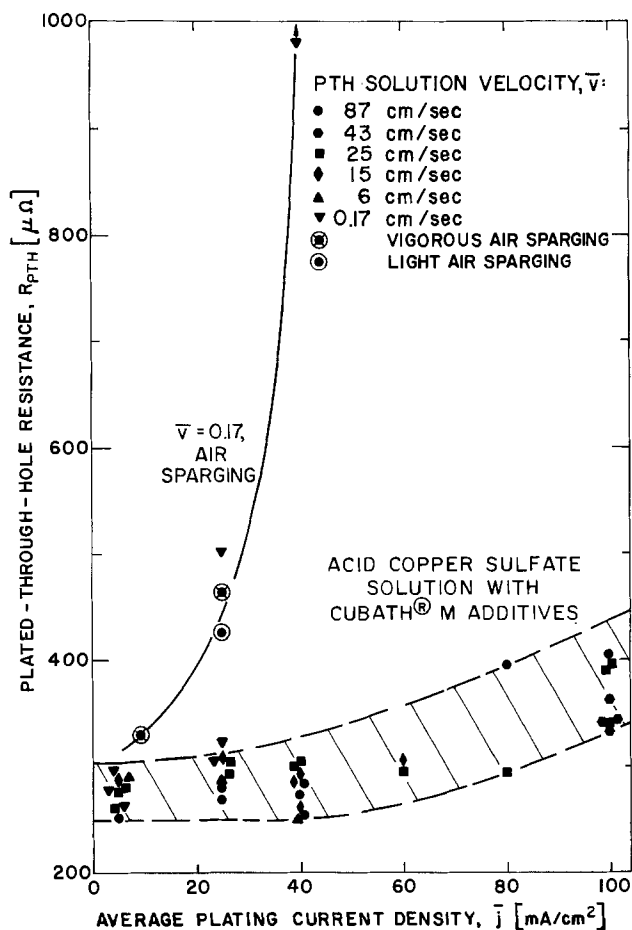 1000
800
600
400
200
PLATED-THROUGH-HOLE RESISTANCE, R_PTH [μΩ]
PTH SOLUTION VELOCITY, v̅:
87 cm/sec
43 cm/sec
25 cm/sec
15 cm/sec
6 cm/sec
0.17 cm/sec
VIGOROUS AIR SPARGING
LIGHT AIR SPARGING
v̅ = 0.17,
AIR
SPARGING
ACID COPPER SULFATE
SOLUTION WITH
CUBATH® M ADDITIVES
0 20 40 60 80 100
AVERAGE PLATING CURRENT DENSITY, j̅ [mA/cm²]